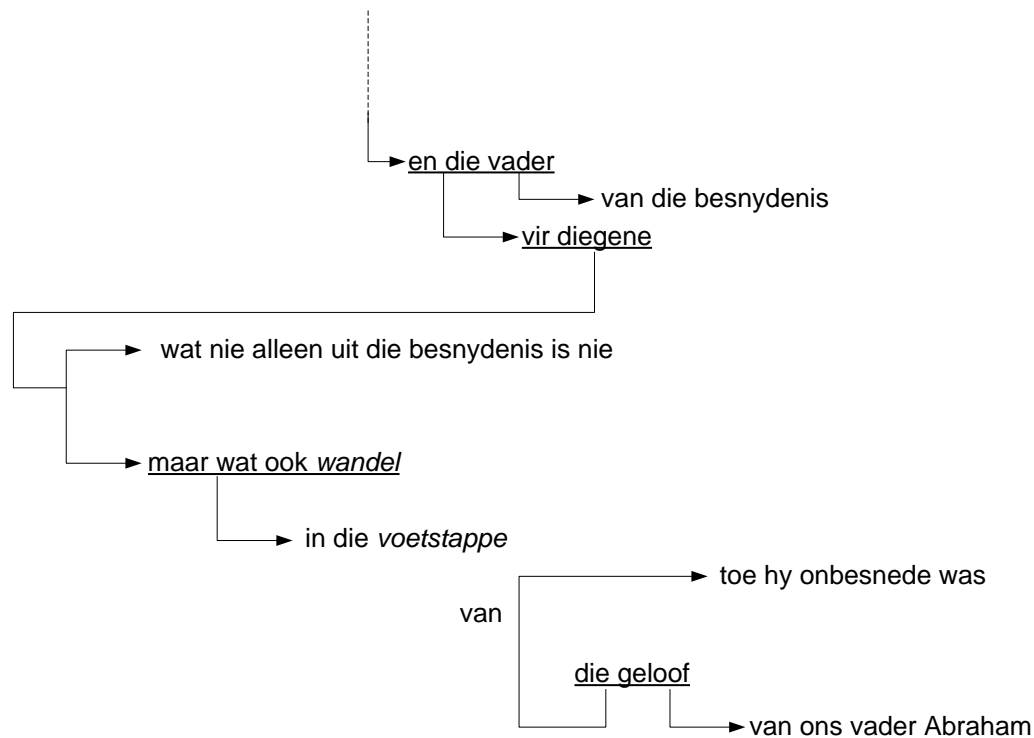 en die vader
van die besnydenis
vir diegene
wat nie alleen uit die besnydenis is nie
maar wat ook wandel
in die voetstappe
toe hy onbesnede was
van
die geloof
van ons vader Abraham